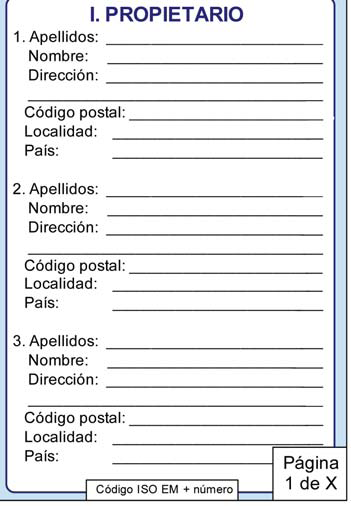 I. PROPIETARIO
1. Apellidos:
Nombre:
Dirección:
Código postal:
Localidad:
País:
2. Apellidos:
Nombre:
Dirección:
Código postal:
Localidad:
País:
3. Apellidos:
Nombre:
Dirección:
Código postal:
Localidad:
País:
Página
1 de X
Código ISO EM + número